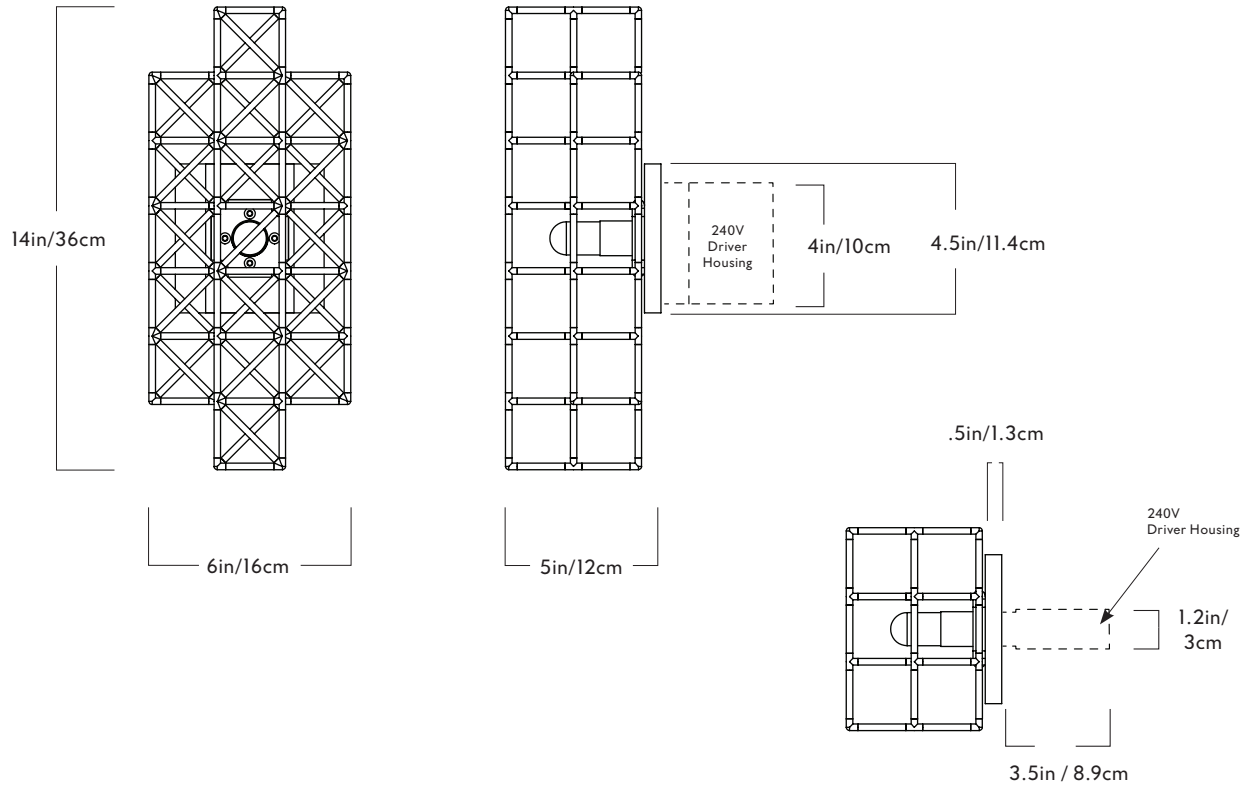 14in/36cm
6in/16cm
240V
Driver
Housing
4in/10cm
4.5in/11.4cm
5in/12cm
.5in/1.3cm
240V
Driver Housing
1.2in/
3cm
3.5in / 8.9cm